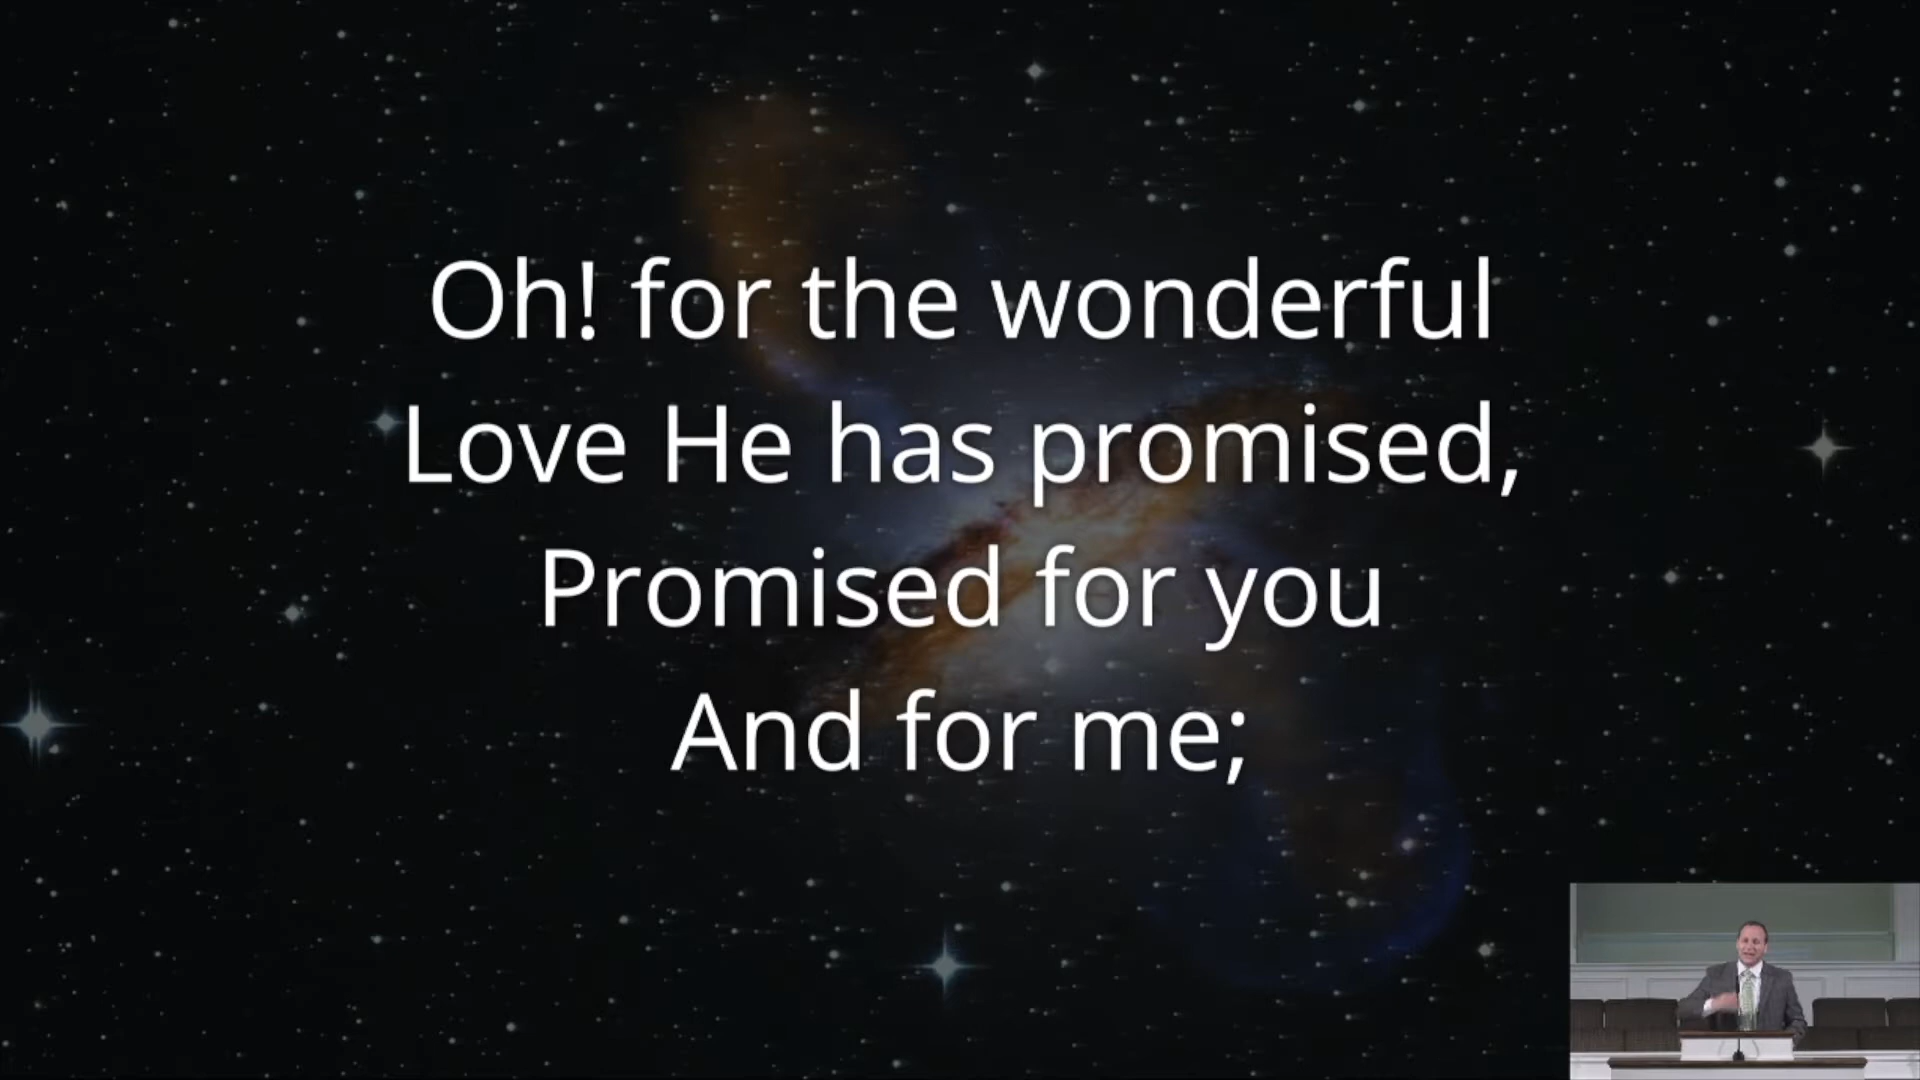 Oh! for the wonderful
Love He has promised,
Promised for you
And for me;